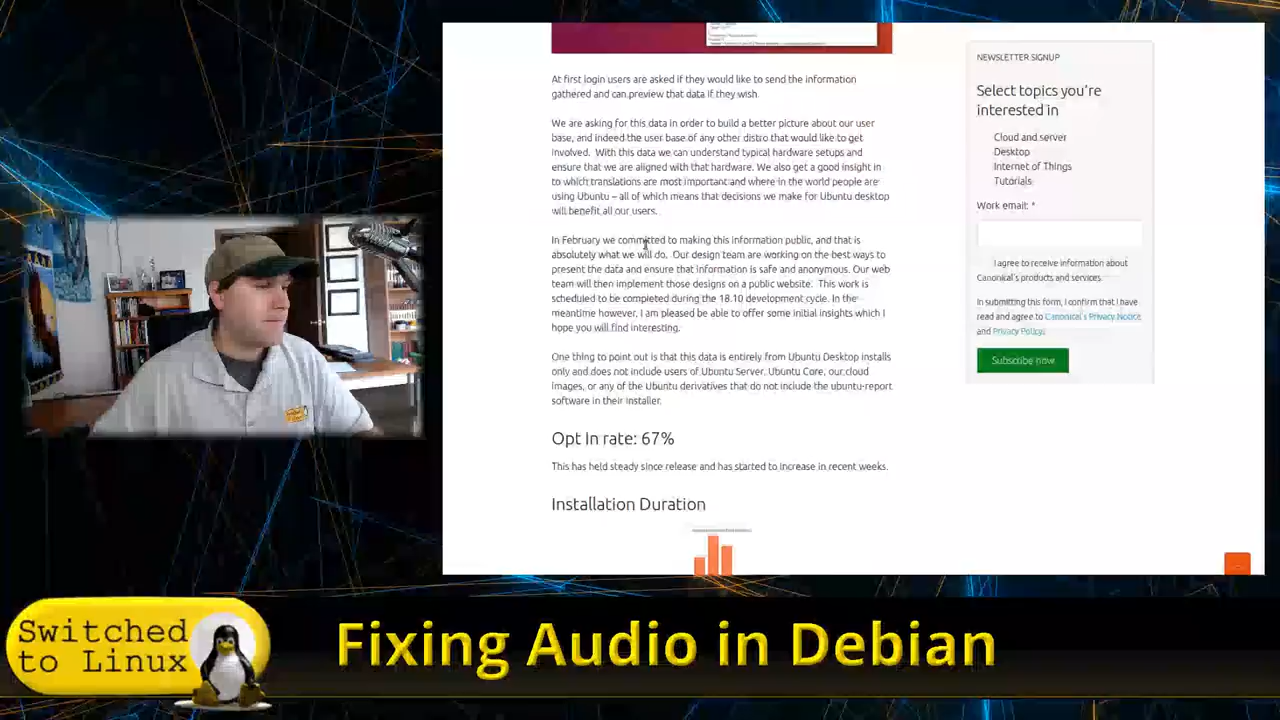 At first login users are asked if they would like to send the information
gathered and can preview that data if they wish.
We are asking for this data in order to build a better picture about our user
base, and indeed the user base of any other distro that would like to get
involved. With this data we can understand typical hardware setups and
ensure that we are aligned with that hardware. We also get a good insight in
to which translations are most important and where in the world people are
using Ubuntu – all of which means that decisions we make for Ubuntu desktop
will benefit all our users.
In February we committed to making this information public, and that is
absolutely what we will do. Our design team are working on the best ways to
present the data and ensure that information is safe and anonymous. Our web
team will then implement those designs on a public website. This work is
scheduled to be completed during the 18.10 development cycle. In the
meantime however, I am pleased be able to offer some initial insights which I
hope you will find interesting.
One thing to point out is that this data is entirely from Ubuntu Desktop installs
only and does not include users of Ubuntu Server, Ubuntu Core, our cloud
images, or any of the Ubuntu derivatives that do not include the ubuntu-report
software in their installer.
Opt In rate: 67%
This has held steady since release and has started to increase in recent weeks.
Installation Duration
NEWSLETTER SIGNUP
Select topics you're
interested in
Cloud and server
Desktop
Internet of Things
Tutorials
Work email: *
I agree to receive information about
Canonical's products and services.
In submitting this form, I confirm that I have
read and agree to Canonical's Privacy Notice
and Privacy Policy.
Subscribe now
Switched
to Linux
Fixing Audio in Debian